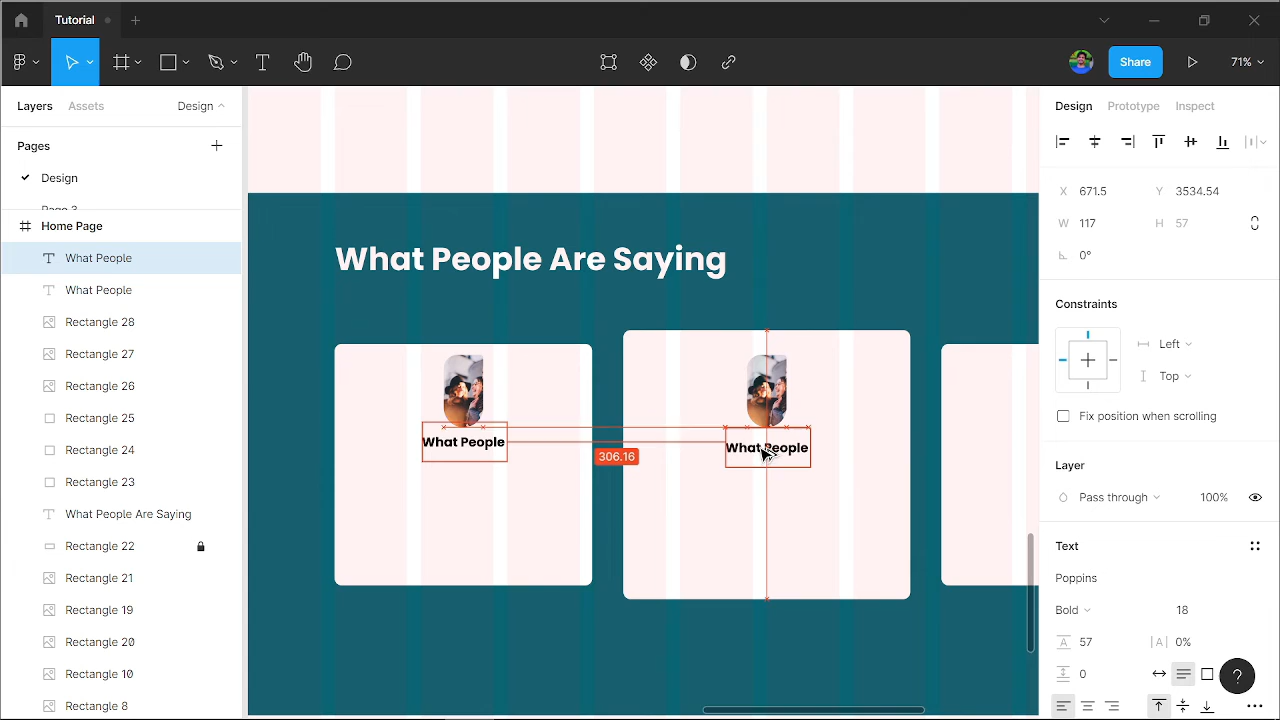 Tutorial
Share
71%
Layers
Assets
Design
Pages
Design
Home Page
What People
What People
Rectangle 28
Rectangle 27
Rectangle 26
Rectangle 25
Rectangle 24
Rectangle 23
What People Are Saying
Rectangle 22
Rectangle 21
Rectangle 19
Rectangle 20
Rectangle 10
Rectangle 8
What People Are Saying
What People
306.16
What People
Design
Prototype
Inspect
X 671.5
Y 3534.54
W 117
H 57
0°
Constraints
Left
Top
Fix position when scrolling
Layer
Pass through
100%
Text
Poppins
Bold
18
57
0%
0
?